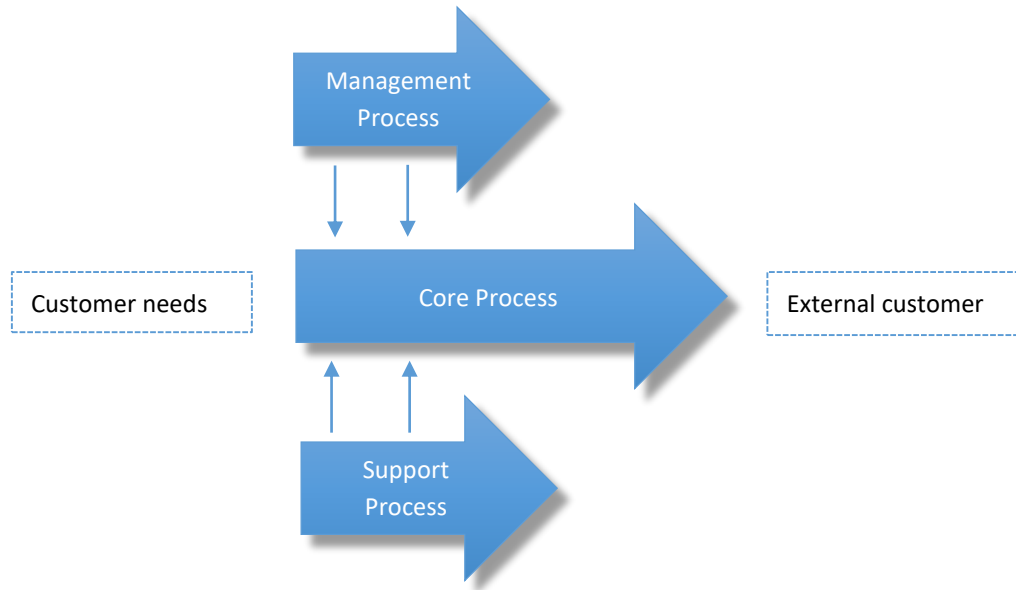 Management
Process
Customer needs
Core Process
External customer
Support
Process